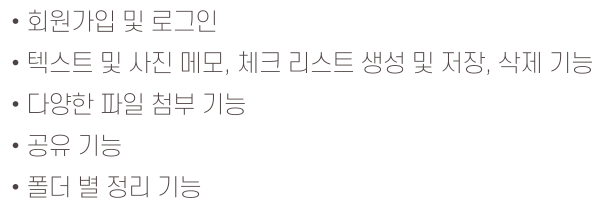 • 회원가입 및 로그인
• 텍스트 및 사진 메모, 체크 리스트 생성 및 저장, 삭제 기능
• 다양한 파일 첨부 기능
• 공유 기능
• 폴더 별 정리 기능